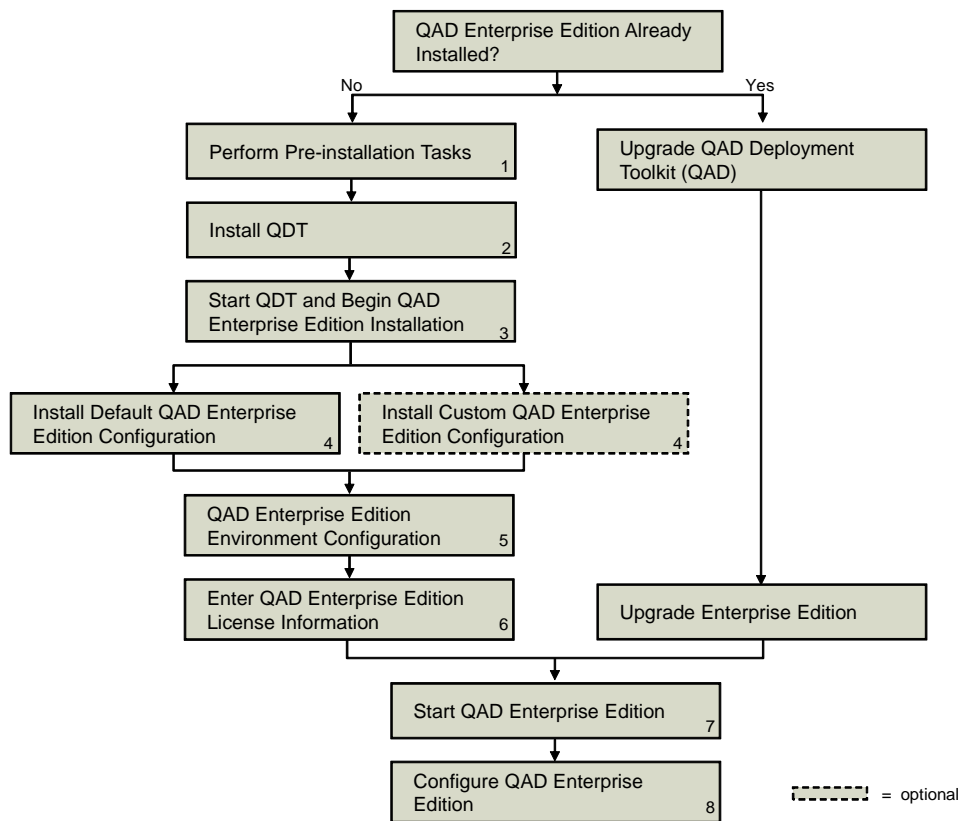 QAD Enterprise Edition Already
Installed?
No
Yes
Perform Pre-installation Tasks
1
Upgrade QAD Deployment
Toolkit (QAD)
Install QDT
2
Start QDT and Begin QAD
Enterprise Edition Installation
3
Install Default QAD Enterprise
Edition Configuration
4
Install Custom QAD Enterprise
Edition Configuration
4
QAD Enterprise Edition
Environment Configuration
5
Enter QAD Enterprise Edition
License Information
6
Upgrade Enterprise Edition
Start QAD Enterprise Edition
7
Configure QAD Enterprise
Edition
8
= optional